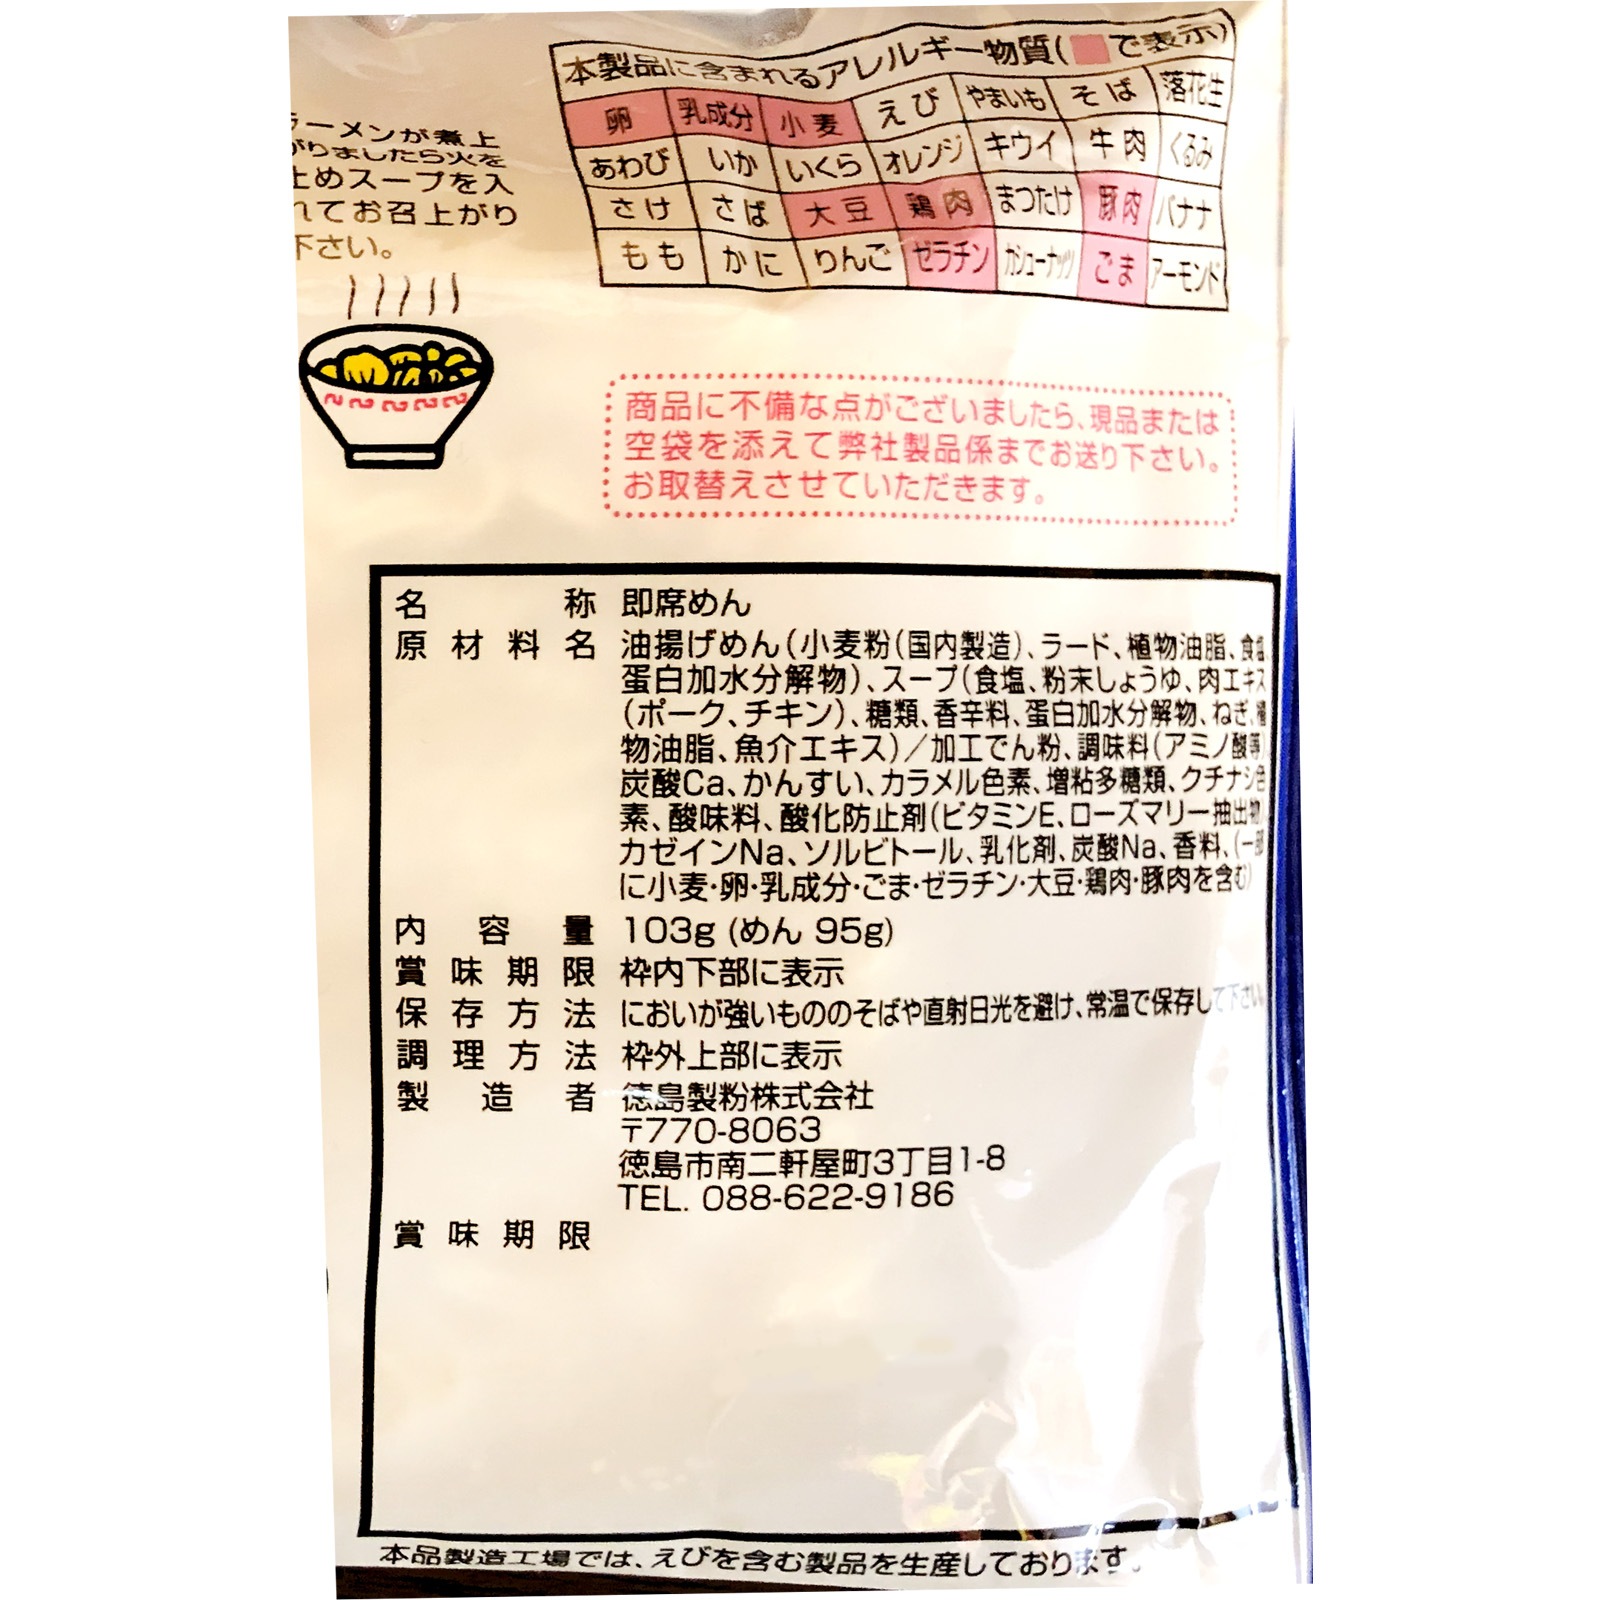 ラーメンが煮上
がりましたら火を
止めスープを入
れてお召上がり
下さい。
本製品に含まれるアレルギー物質( で表示)
卵 乳成分 小麦 えび やまいも そば 落花生
あわび いか いくら オレンジ キウイ 牛肉 くるみ
さけ さば 大豆 鶏肉 まつたけ 豚肉 バナナ
もも かに りんご ゼラチン カシューナッツ ごま アーモンド
商品に不備な点がございましたら、現品または
空袋を添えて弊社製品係までお送り下さい。
お取替えさせていただきます。
名称 即席めん
原材料名 油揚げめん(小麦粉(国内製造)、ラード、植物油脂、食塩、
蛋白加水分解物)、スープ(食塩、粉末しょうゆ、肉エキス
(ポーク、チキン)、糖類、香辛料、蛋白加水分解物、ねぎ、植
物油脂、魚介エキス)/加工でん粉、調味料(アミノ酸等)
炭酸Ca、かんすい、カラメル色素、増粘多糖類、クチナシ色
素、酸味料、酸化防止剤(ビタミンE、ローズマリー抽出物)
カゼインNa、ソルビトール、乳化剤、炭酸Na、香料、(一部
に小麦・卵・乳成分・ごま・ゼラチン・大豆・鶏肉・豚肉を含む)
内容量 103g (めん 95g)
賞味期限 枠内下部に表示
保存方法 においが強いもののそばや直射日光を避け、常温で保存して下さい
調理方法 枠外上部に表示
製造者 徳島製粉株式会社
〒770-8063
徳島市南二軒屋町3丁目1-8
TEL. 088-622-9186
賞味期限
本品製造工場では、えびを含む製品を生産しております。